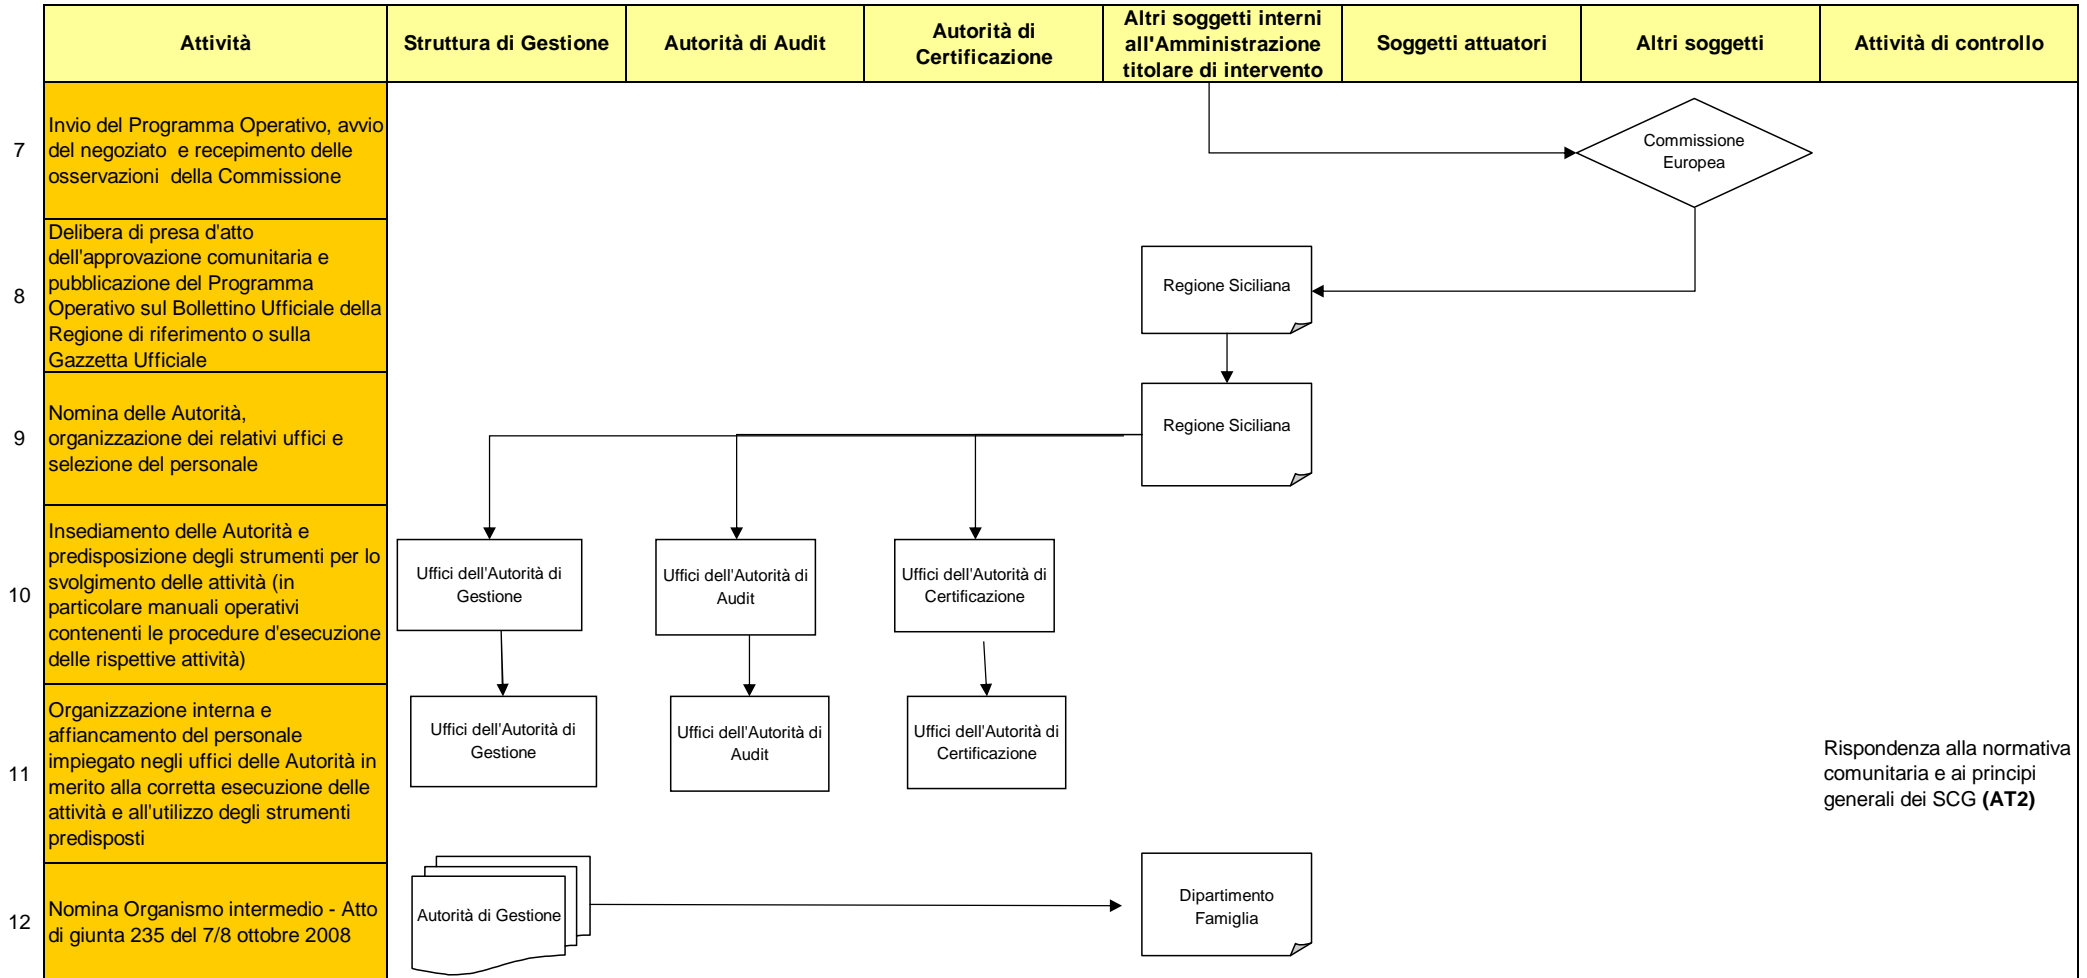 Attività
Struttura di Gestione
Autorità di Audit
Autorità di
Certificazione
Altri soggetti interni
all'Amministrazione
titolare di intervento
Soggetti attuatori
Altri soggetti
Attività di controllo
7
Invio del Programma Operativo, avvio
del negoziato e recepimento delle
osservazioni della Commissione
Commissione
Europea
8
Delibera di presa d'atto
dell'approvazione comunitaria e
pubblicazione del Programma
Operativo sul Bollettino Ufficiale della
Regione di riferimento o sulla
Gazzetta Ufficiale
Regione Siciliana
9
Nomina delle Autorità,
organizzazione dei relativi uffici e
selezione del personale
Regione Siciliana
10
Insediamento delle Autorità e
predisposizione degli strumenti per lo
svolgimento delle attività (in
particolare manuali operativi
contenenti le procedure d'esecuzione
delle rispettive attività)
Uffici dell'Autorità di
Gestione
Uffici dell'Autorità di
Audit
Uffici dell'Autorità di
Certificazione
11
Organizzazione interna e
affiancamento del personale
impiegato negli uffici delle Autorità in
merito alla corretta esecuzione delle
attività e all'utilizzo degli strumenti
predisposti
Uffici dell'Autorità di
Gestione
Uffici dell'Autorità di
Audit
Uffici dell'Autorità di
Certificazione
Rispondenza alla normativa
comunitaria e ai principi
generali dei SCG (AT2)
12
Nomina Organismo intermedio - Atto
di giunta 235 del 7/8 ottobre 2008
Autorità di Gestione
Dipartimento
Famiglia